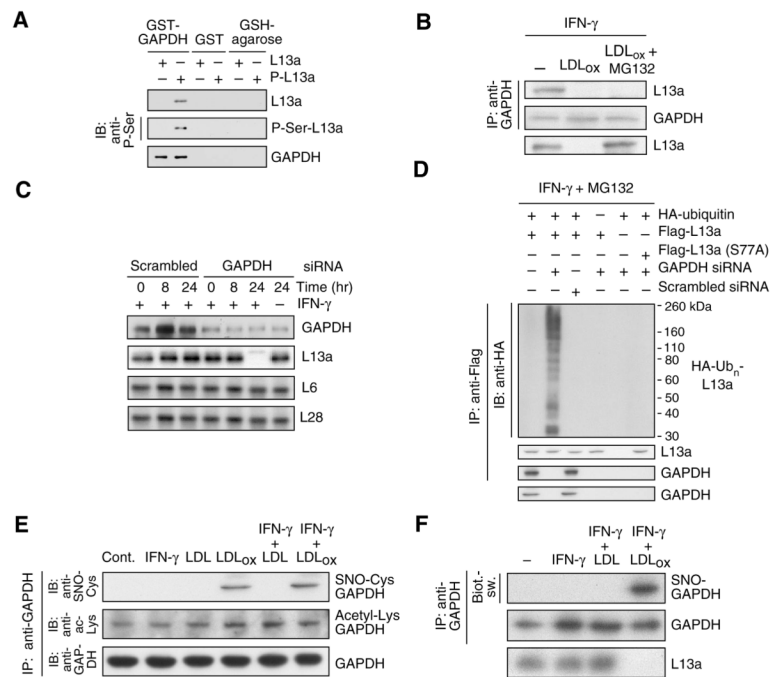 A
GST-GAPDH GST GSH-agarose
+ – + – + – L13a
– + – + – + P-L13a
L13a
IB: anti-P-Ser
P-Ser-L13a
GAPDH
B
IFN-γ
– LDLox LDLox + MG132
IP: anti-GAPDH
L13a
GAPDH
L13a
C
Scrambled GAPDH siRNA
0 8 24 0 8 24 24 Time (hr)
+ + + + + + – IFN-γ
GAPDH
L13a
L6
L28
D
IFN-γ + MG132
+ + + – + + HA-ubiquitin
+ + + + – – Flag-L13a
+ Flag-L13a (S77A)
+ + + + GAPDH siRNA
+ Scrambled siRNA
IP: anti-Flag
IB: anti-HA
- 260 kDa
- 160
- 110
- 80
- 60
- 50
- 40
- 30
HA-Ubn-L13a
L13a
GAPDH
GAPDH
E
Cont. IFN-γ LDL LDLox IFN-γ + LDL IFN-γ + LDLox
IP: anti-GAPDH
IB: anti-SNO-Cys
SNO-Cys GAPDH
IB: anti-ac-Lys
Acetyl-Lys GAPDH
IB: anti-GAP-DH
GAPDH
F
– IFN-γ IFN-γ + LDL IFN-γ + LDLox
IP: anti-GAPDH
Biot.-sw.
SNO-GAPDH
GAPDH
L13a